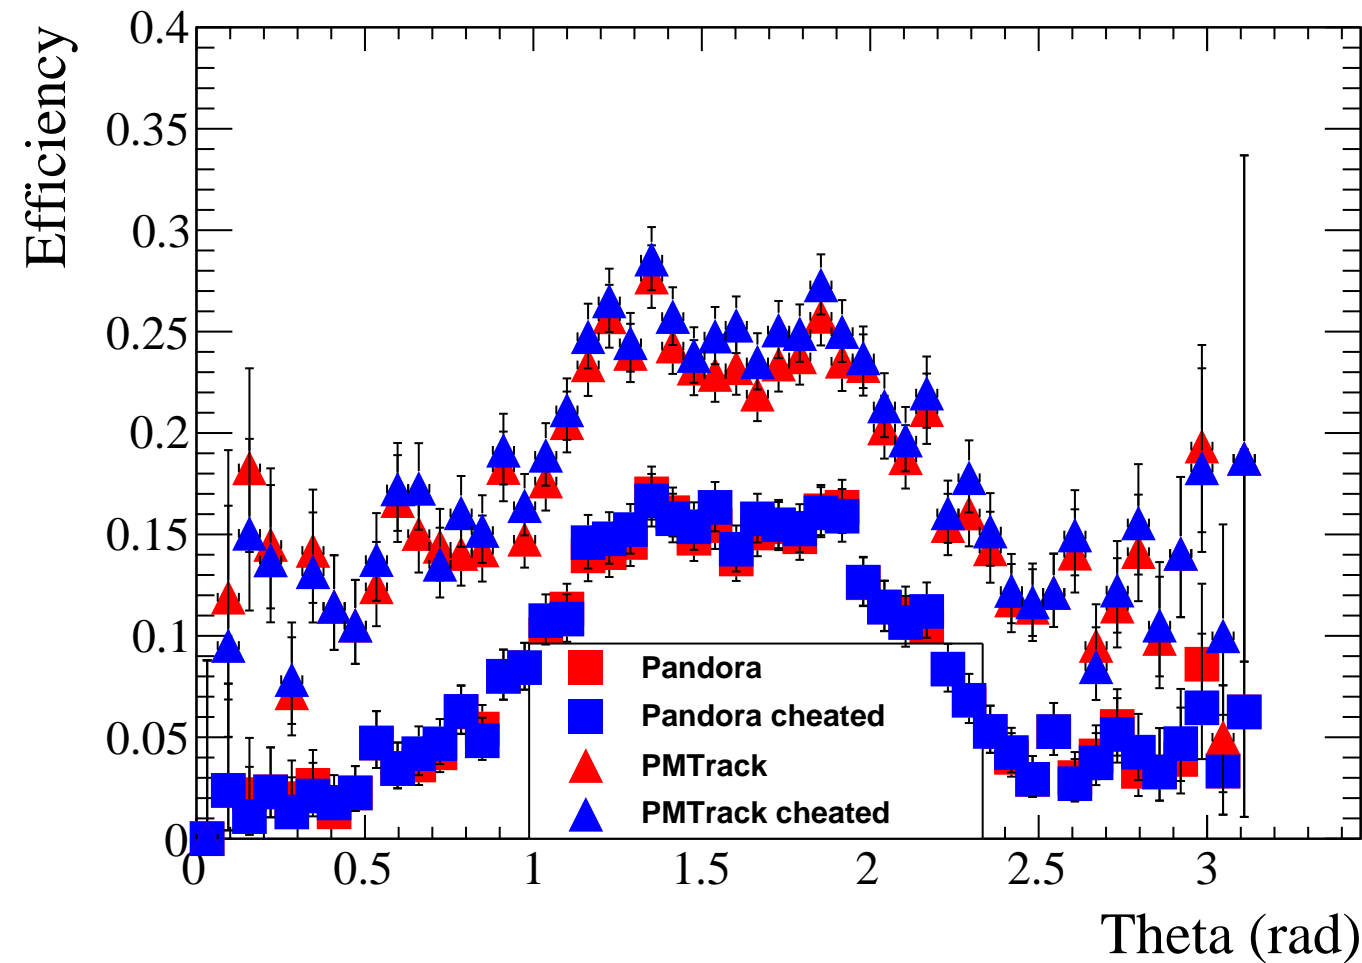 Efficiency
0.4
0.35
0.3
0.25
0.2
0.15
0.1
0.05
0
Pandora
Pandora cheated
PMTrack
PMTrack cheated
0 0.5 1 1.5 2 2.5 3
Theta (rad)